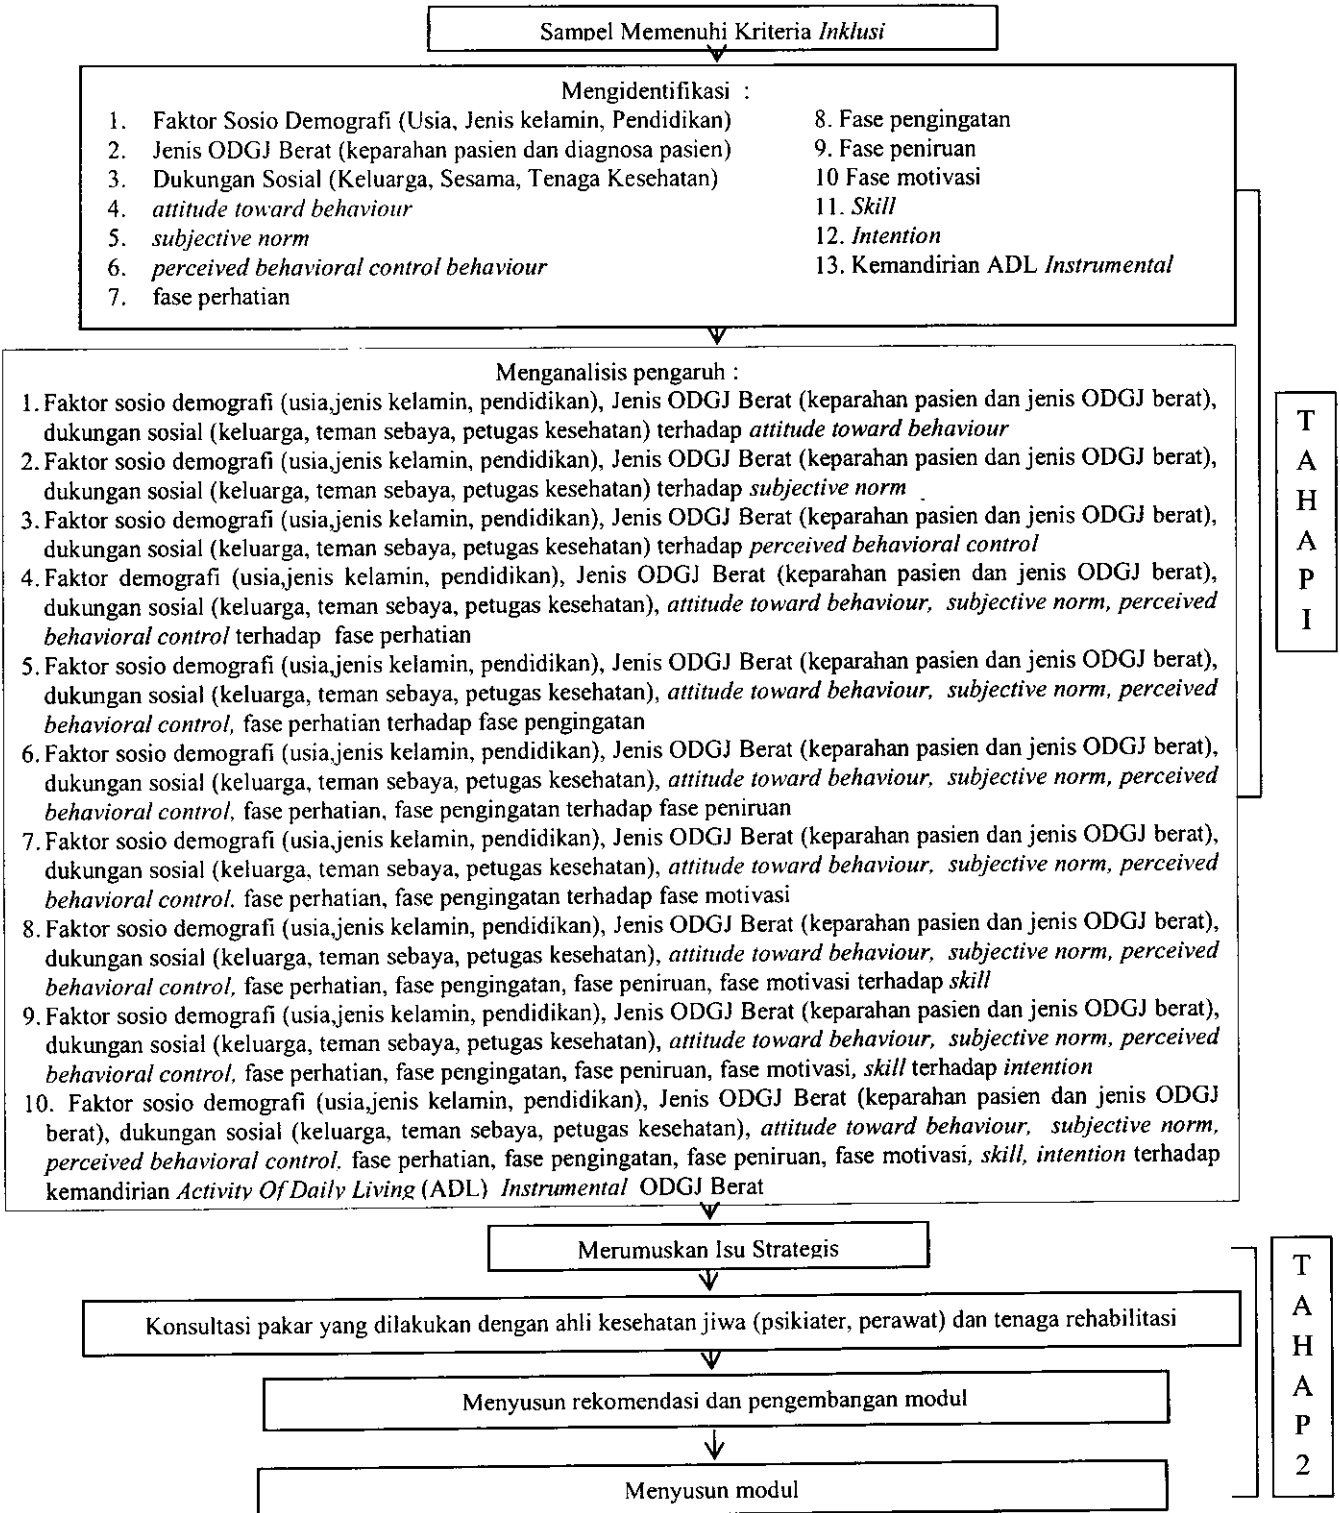 Sampel Memenuhi Kriteria Inklusi
Mengidentifikasi :
1. Faktor Sosio Demografi (Usia, Jenis kelamin, Pendidikan)
2. Jenis ODGJ Berat (keparahan pasien dan diagnosa pasien)
3. Dukungan Sosial (Keluarga, Sesama, Tenaga Kesehatan)
4. attitude toward behaviour
5. subjective norm
6. perceived behavioral control behaviour
7. fase perhatian
8. Fase pengingatan
9. Fase peniruan
10 Fase motivasi
11. Skill
12. Intention
13. Kemandirian ADL Instrumental
Menganalisis pengaruh :
1. Faktor sosio demografi (usia,jenis kelamin, pendidikan), Jenis ODGJ Berat (keparahan pasien dan jenis ODGJ berat),
dukungan sosial (keluarga, teman sebaya, petugas kesehatan) terhadap attitude toward behaviour
2. Faktor sosio demografi (usia,jenis kelamin, pendidikan), Jenis ODGJ Berat (keparahan pasien dan jenis ODGJ berat),
dukungan sosial (keluarga, teman sebaya, petugas kesehatan) terhadap subjective norm
3. Faktor sosio demografi (usia,jenis kelamin, pendidikan), Jenis ODGJ Berat (keparahan pasien dan jenis ODGJ berat),
dukungan sosial (keluarga, teman sebaya, petugas kesehatan) terhadap perceived behavioral control
4. Faktor demografi (usia,jenis kelamin, pendidikan), Jenis ODGJ Berat (keparahan pasien dan jenis ODGJ berat),
dukungan sosial (keluarga, teman sebaya, petugas kesehatan), attitude toward behaviour, subjective norm, perceived
behavioral control terhadap fase perhatian
5. Faktor sosio demografi (usia,jenis kelamin, pendidikan), Jenis ODGJ Berat (keparahan pasien dan jenis ODGJ berat),
dukungan sosial (keluarga, teman sebaya, petugas kesehatan), attitude toward behaviour, subjective norm, perceived
behavioral control, fase perhatian terhadap fase pengingatan
6. Faktor sosio demografi (usia,jenis kelamin, pendidikan), Jenis ODGJ Berat (keparahan pasien dan jenis ODGJ berat),
dukungan sosial (keluarga, teman sebaya, petugas kesehatan), attitude toward behaviour, subjective norm, perceived
behavioral control, fase perhatian, fase pengingatan terhadap fase peniruan
7. Faktor sosio demografi (usia,jenis kelamin, pendidikan), Jenis ODGJ Berat (keparahan pasien dan jenis ODGJ berat),
dukungan sosial (keluarga, teman sebaya, petugas kesehatan), attitude toward behaviour, subjective norm, perceived
behavioral control, fase perhatian, fase pengingatan terhadap fase motivasi
8. Faktor sosio demografi (usia,jenis kelamin, pendidikan), Jenis ODGJ Berat (keparahan pasien dan jenis ODGJ berat),
dukungan sosial (keluarga, teman sebaya, petugas kesehatan), attitude toward behaviour, subjective norm, perceived
behavioral control, fase perhatian, fase pengingatan, fase peniruan, fase motivasi terhadap skill
9. Faktor sosio demografi (usia,jenis kelamin, pendidikan), Jenis ODGJ Berat (keparahan pasien dan jenis ODGJ berat),
dukungan sosial (keluarga, teman sebaya, petugas kesehatan), attitude toward behaviour, subjective norm, perceived
behavioral control, fase perhatian, fase pengingatan, fase peniruan, fase motivasi, skill terhadap intention
10. Faktor sosio demografi (usia,jenis kelamin, pendidikan), Jenis ODGJ Berat (keparahan pasien dan jenis ODGJ
berat), dukungan sosial (keluarga, teman sebaya, petugas kesehatan), attitude toward behaviour, subjective norm,
perceived behavioral control, fase perhatian, fase pengingatan, fase peniruan, fase motivasi, skill, intention terhadap
kemandirian Activity Of Daily Living (ADL) Instrumental ODGJ Berat
T
A
H
A
P
I
Merumuskan Isu Strategis
Konsultasi pakar yang dilakukan dengan ahli kesehatan jiwa (psikiater, perawat) dan tenaga rehabilitasi
Menyusun rekomendasi dan pengembangan modul
Menyusun modul
T
A
H
A
P
2